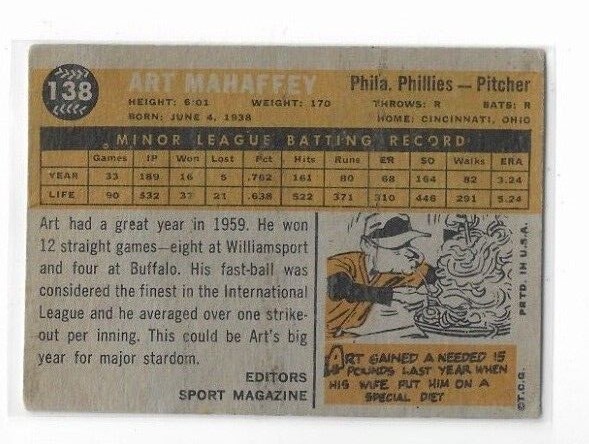 138
ART MAHAFFEY
Phila. Phillies — Pitcher
HEIGHT: 6:01 WEIGHT: 170 THROWS: R BATS: R
BORN: JUNE 4, 1938 HOME: CINCINNATI, OHIO
MINOR LEAGUE BATTING RECORD
Games IP Won Lost Pct Hits Runs ER SO Walks ERA
YEAR 33 189 16 5 .762 161 80 68 164 82 3.24
LIFE 90 532 37 21 .638 522 371 310 446 291 5.24
Art had a great year in 1959. He won
12 straight games—eight at Williamsport
and four at Buffalo. His fast-ball was
considered the finest in the International
League and he averaged over one strike-
out per inning. This could be Art's big
year for major stardom.
EDITORS
SPORT MAGAZINE
ART GAINED A NEEDED 15
POUNDS LAST YEAR WHEN
HIS WIFE PUT HIM ON A
SPECIAL DIET
©T.C.G. PRTD. IN U.S.A.